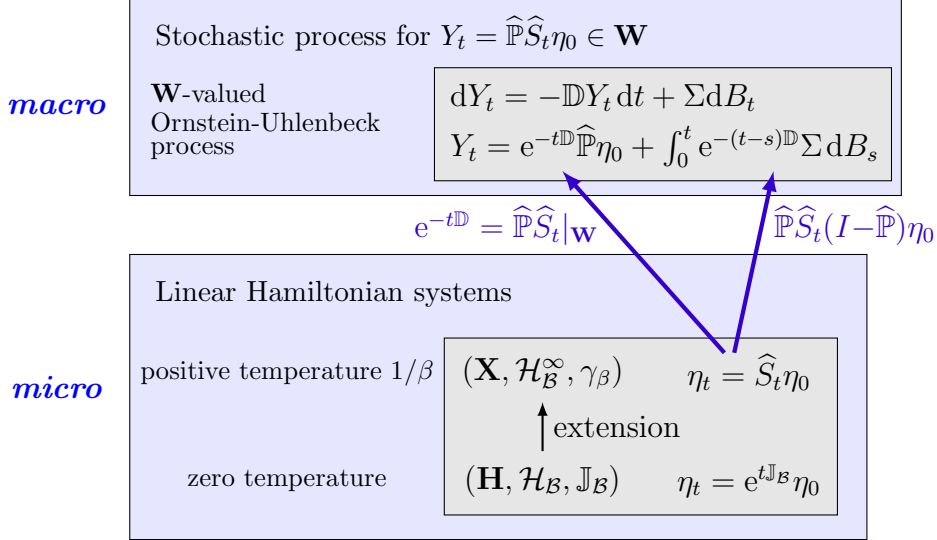 Stochastic process for $Y_t = \widehat{\mathbb{P}}\widehat{S}_t\eta_0 \in \mathbf{W}$
macro
$\mathbf{W}$-valued
Ornstein-Uhlenbeck
process
$\mathrm{d}Y_t = -\mathbb{D}Y_t\,\mathrm{d}t + \Sigma\mathrm{d}B_t$
$Y_t = \mathrm{e}^{-t\mathbb{D}}\widehat{\mathbb{P}}\eta_0 + \int_0^t \mathrm{e}^{-(t-s)\mathbb{D}}\Sigma\,\mathrm{d}B_s$
$\mathrm{e}^{-t\mathbb{D}} = \widehat{\mathbb{P}}\widehat{S}_t|_{\mathbf{W}}$
$\widehat{\mathbb{P}}\widehat{S}_t(I-\widehat{\mathbb{P}})\eta_0$
Linear Hamiltonian systems
micro
positive temperature $1/\beta$
$(\mathbf{X}, \mathcal{H}_{\mathcal{B}}^{\infty}, \gamma_\beta)$ $\eta_t = \widehat{S}_t\eta_0$
extension
zero temperature
$(\mathbf{H}, \mathcal{H}_{\mathcal{B}}, \mathbb{J}_{\mathcal{B}})$ $\eta_t = \mathrm{e}^{t\mathbb{J}_{\mathcal{B}}}\eta_0$